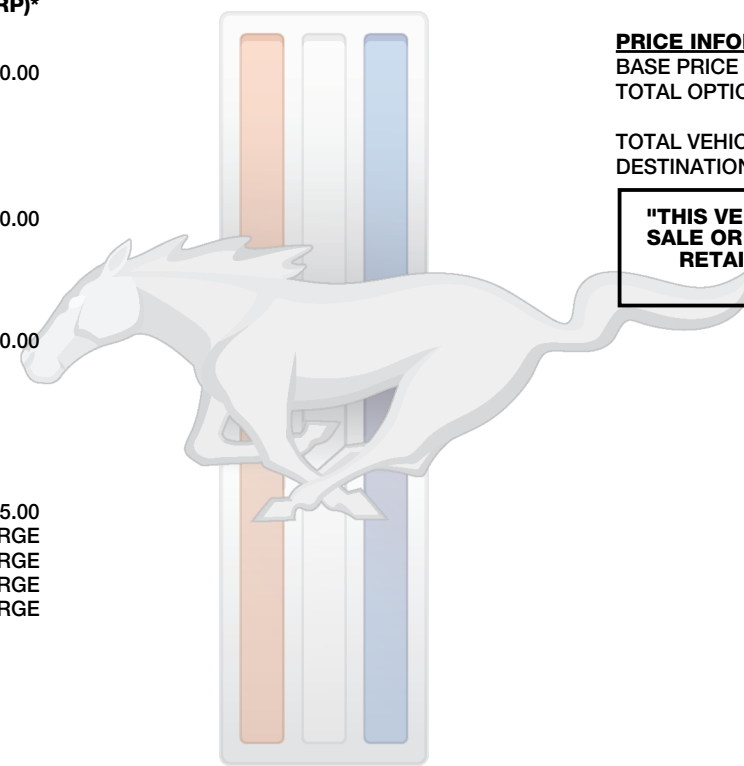 RP)*
0.00
0.00
0.00
5.00
RGE
RGE
RGE
RGE
PRICE INFO
BASE PRICE
TOTAL OPTIO
TOTAL VEHIC
DESTINATION
"THIS VE
SALE OR
RETAI